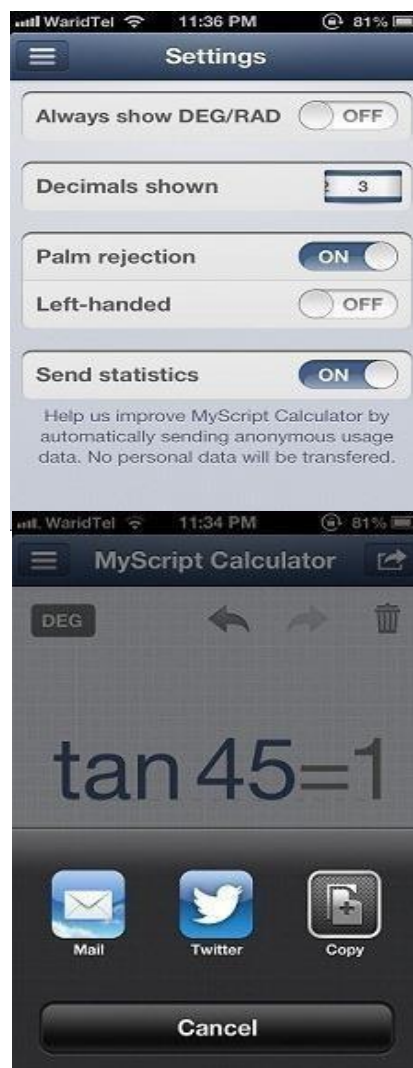 WaridTel 11:36 PM 81%
Settings
Always show DEG/RAD OFF
Decimals shown 2 3
Palm rejection ON
Left-handed OFF
Send statistics ON
Help us improve MyScript Calculator by
automatically sending anonymous usage
data. No personal data will be transfered.
WaridTel 11:34 PM 81%
MyScript Calculator
DEG
tan 45=1
Mail Twitter Copy
Cancel